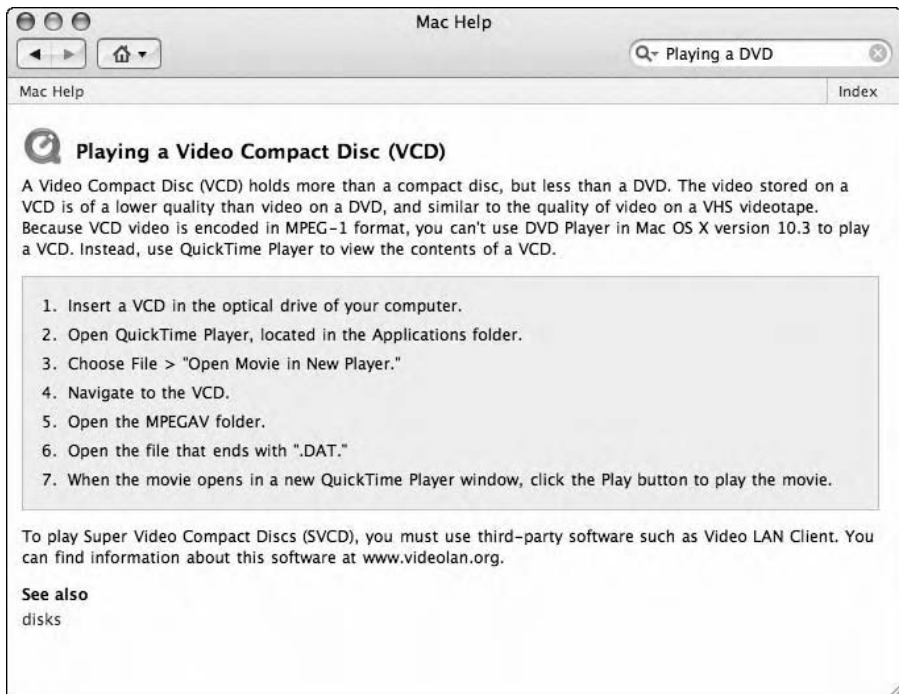 Mac Help
Playing a DVD
Mac Help
Index
Playing a Video Compact Disc (VCD)
A Video Compact Disc (VCD) holds more than a compact disc, but less than a DVD. The video stored on a
VCD is of a lower quality than video on a DVD, and similar to the quality of video on a VHS videotape.
Because VCD video is encoded in MPEG-1 format, you can't use DVD Player in Mac OS X version 10.3 to play
a VCD. Instead, use QuickTime Player to view the contents of a VCD.
1. Insert a VCD in the optical drive of your computer.
2. Open QuickTime Player, located in the Applications folder.
3. Choose File > "Open Movie in New Player."
4. Navigate to the VCD.
5. Open the MPEGAV folder.
6. Open the file that ends with ".DAT."
7. When the movie opens in a new QuickTime Player window, click the Play button to play the movie.
To play Super Video Compact Discs (SVCD), you must use third-party software such as Video LAN Client. You
can find information about this software at www.videolan.org.
See also
disks